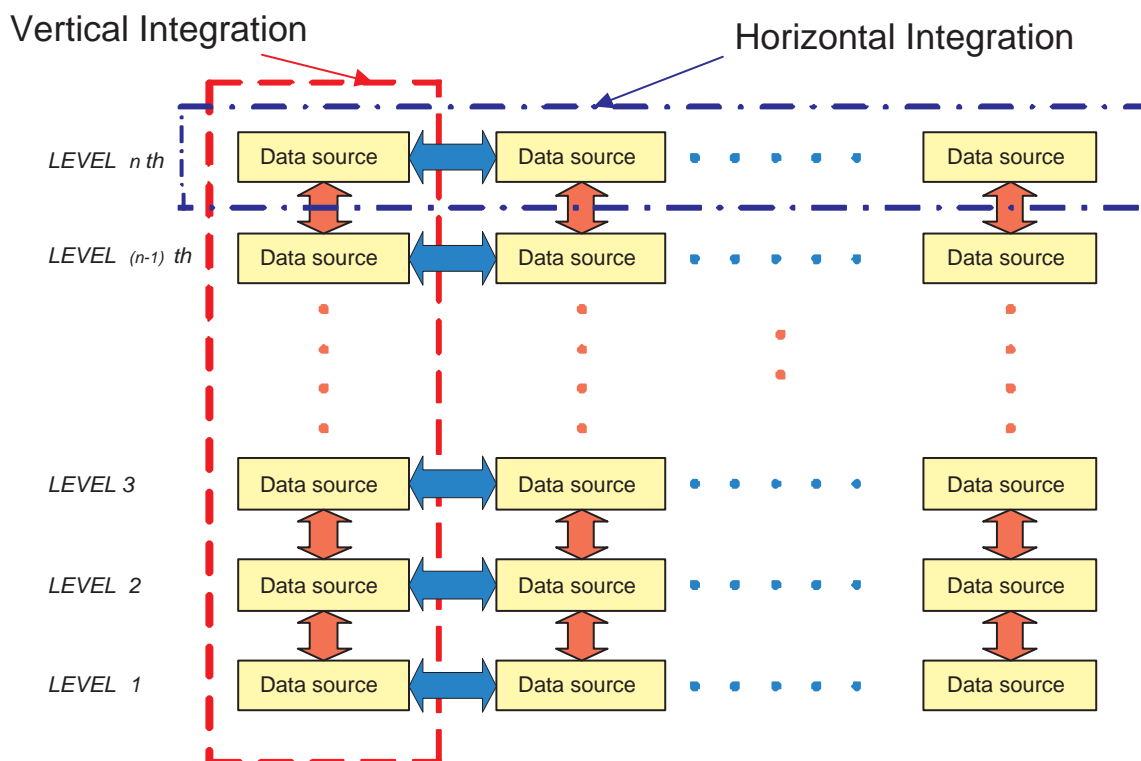 Vertical Integration
Horizontal Integration
LEVEL n th
Data source
Data source
Data source
LEVEL (n-1) th
Data source
Data source
Data source
LEVEL 3
Data source
Data source
Data source
LEVEL 2
Data source
Data source
Data source
LEVEL 1
Data source
Data source
Data source